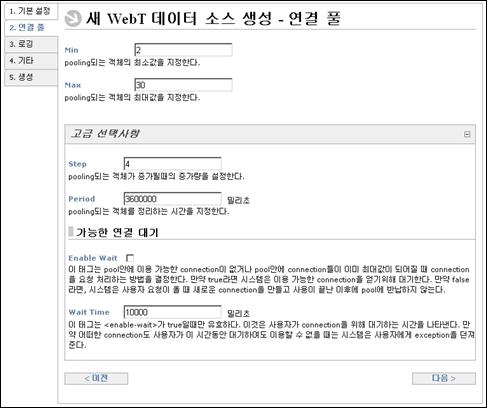 1. 기본 설정
2. 연결 풀
3. 로깅
4. 기타
5. 생성
새 WebT 데이터 소스 생성 - 연결 풀
Min 2
pooling되는 객체의 최소값을 지정한다.
Max 30
pooling되는 객체의 최대값을 지정한다.
고급 선택사항
Step 4
pooling되는 객체가 증가될때의 증가량을 설정한다.
Period 3600000 밀리초
pooling되는 객체를 정리하는 시간을 지정한다.
가능한 연결 대기
Enable Wait
이 태그는 pool안에 이용 가능한 connection이 없거나 pool안에 connection들이 이미 최대값이 되어질 때 connection
을 요청 처리하는 방법을 결정한다. 만약 true라면 시스템은 이용 가능한 connection을 얻기위해 대기한다. 만약 false
라면, 시스템은 사용자 요청이 올 때 새로운 connection을 만들고 사용이 끝난 이후에 pool에 반납하지 않는다.
Wait Time 10000 밀리초
이 태그는 <enable-wait>가 true일때만 유효하다. 이것은 사용자가 connection을 위해 대기하는 시간을 나타낸다. 만
약 어떠한 connection도 사용자가 이 시간동안 대기하여도 이용할 수 없을 때는 시스템은 사용자에게 exception을 던져
준다.
< 이전
다음 >